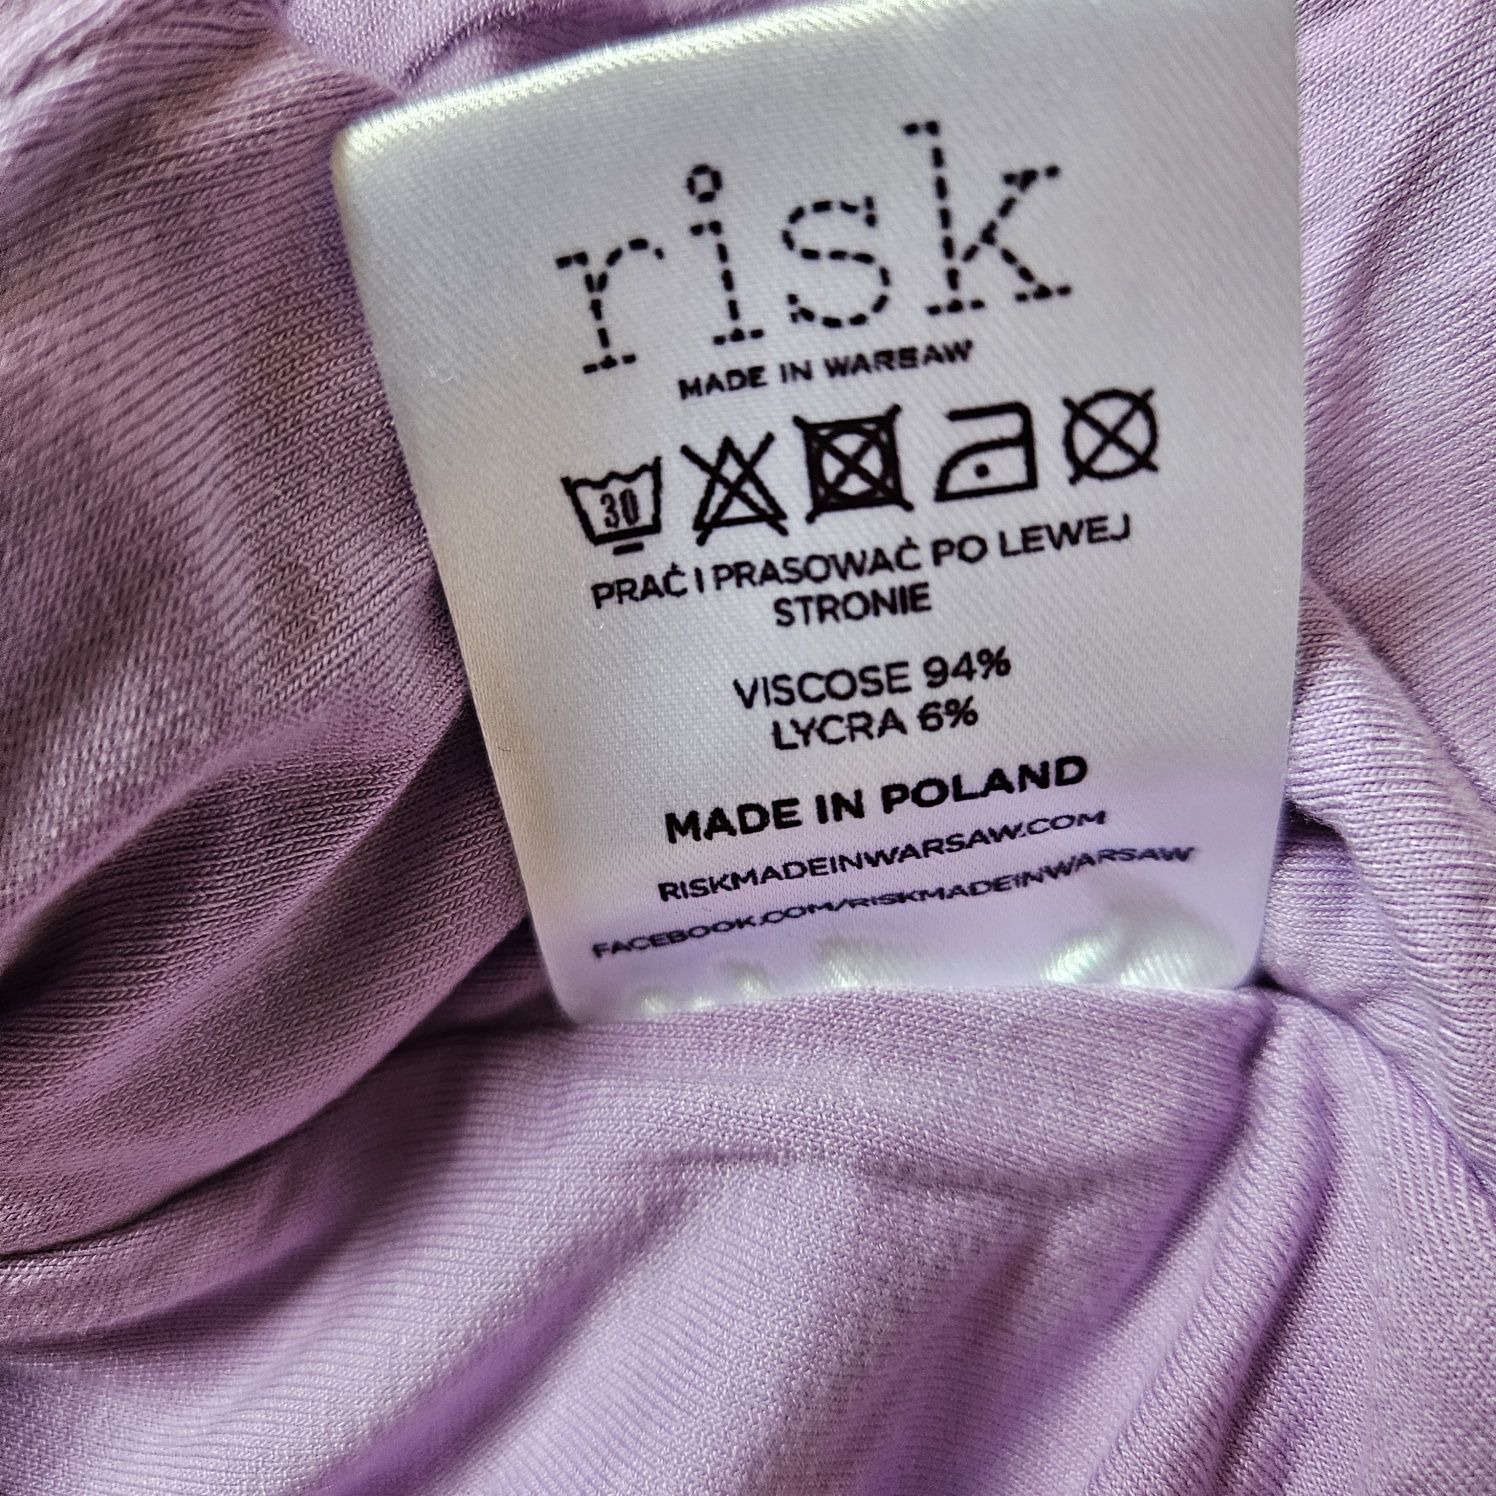 risk
MADE IN WARSAW
30
PRAĆ I PRASOWAĆ PO LEWEJ
STRONIE
VISCOSE 94%
LYCRA 6%
MADE IN POLAND
RISKMADEINWARSAW.COM
FACEBOOK.COM/RISKMADEINWARSAW